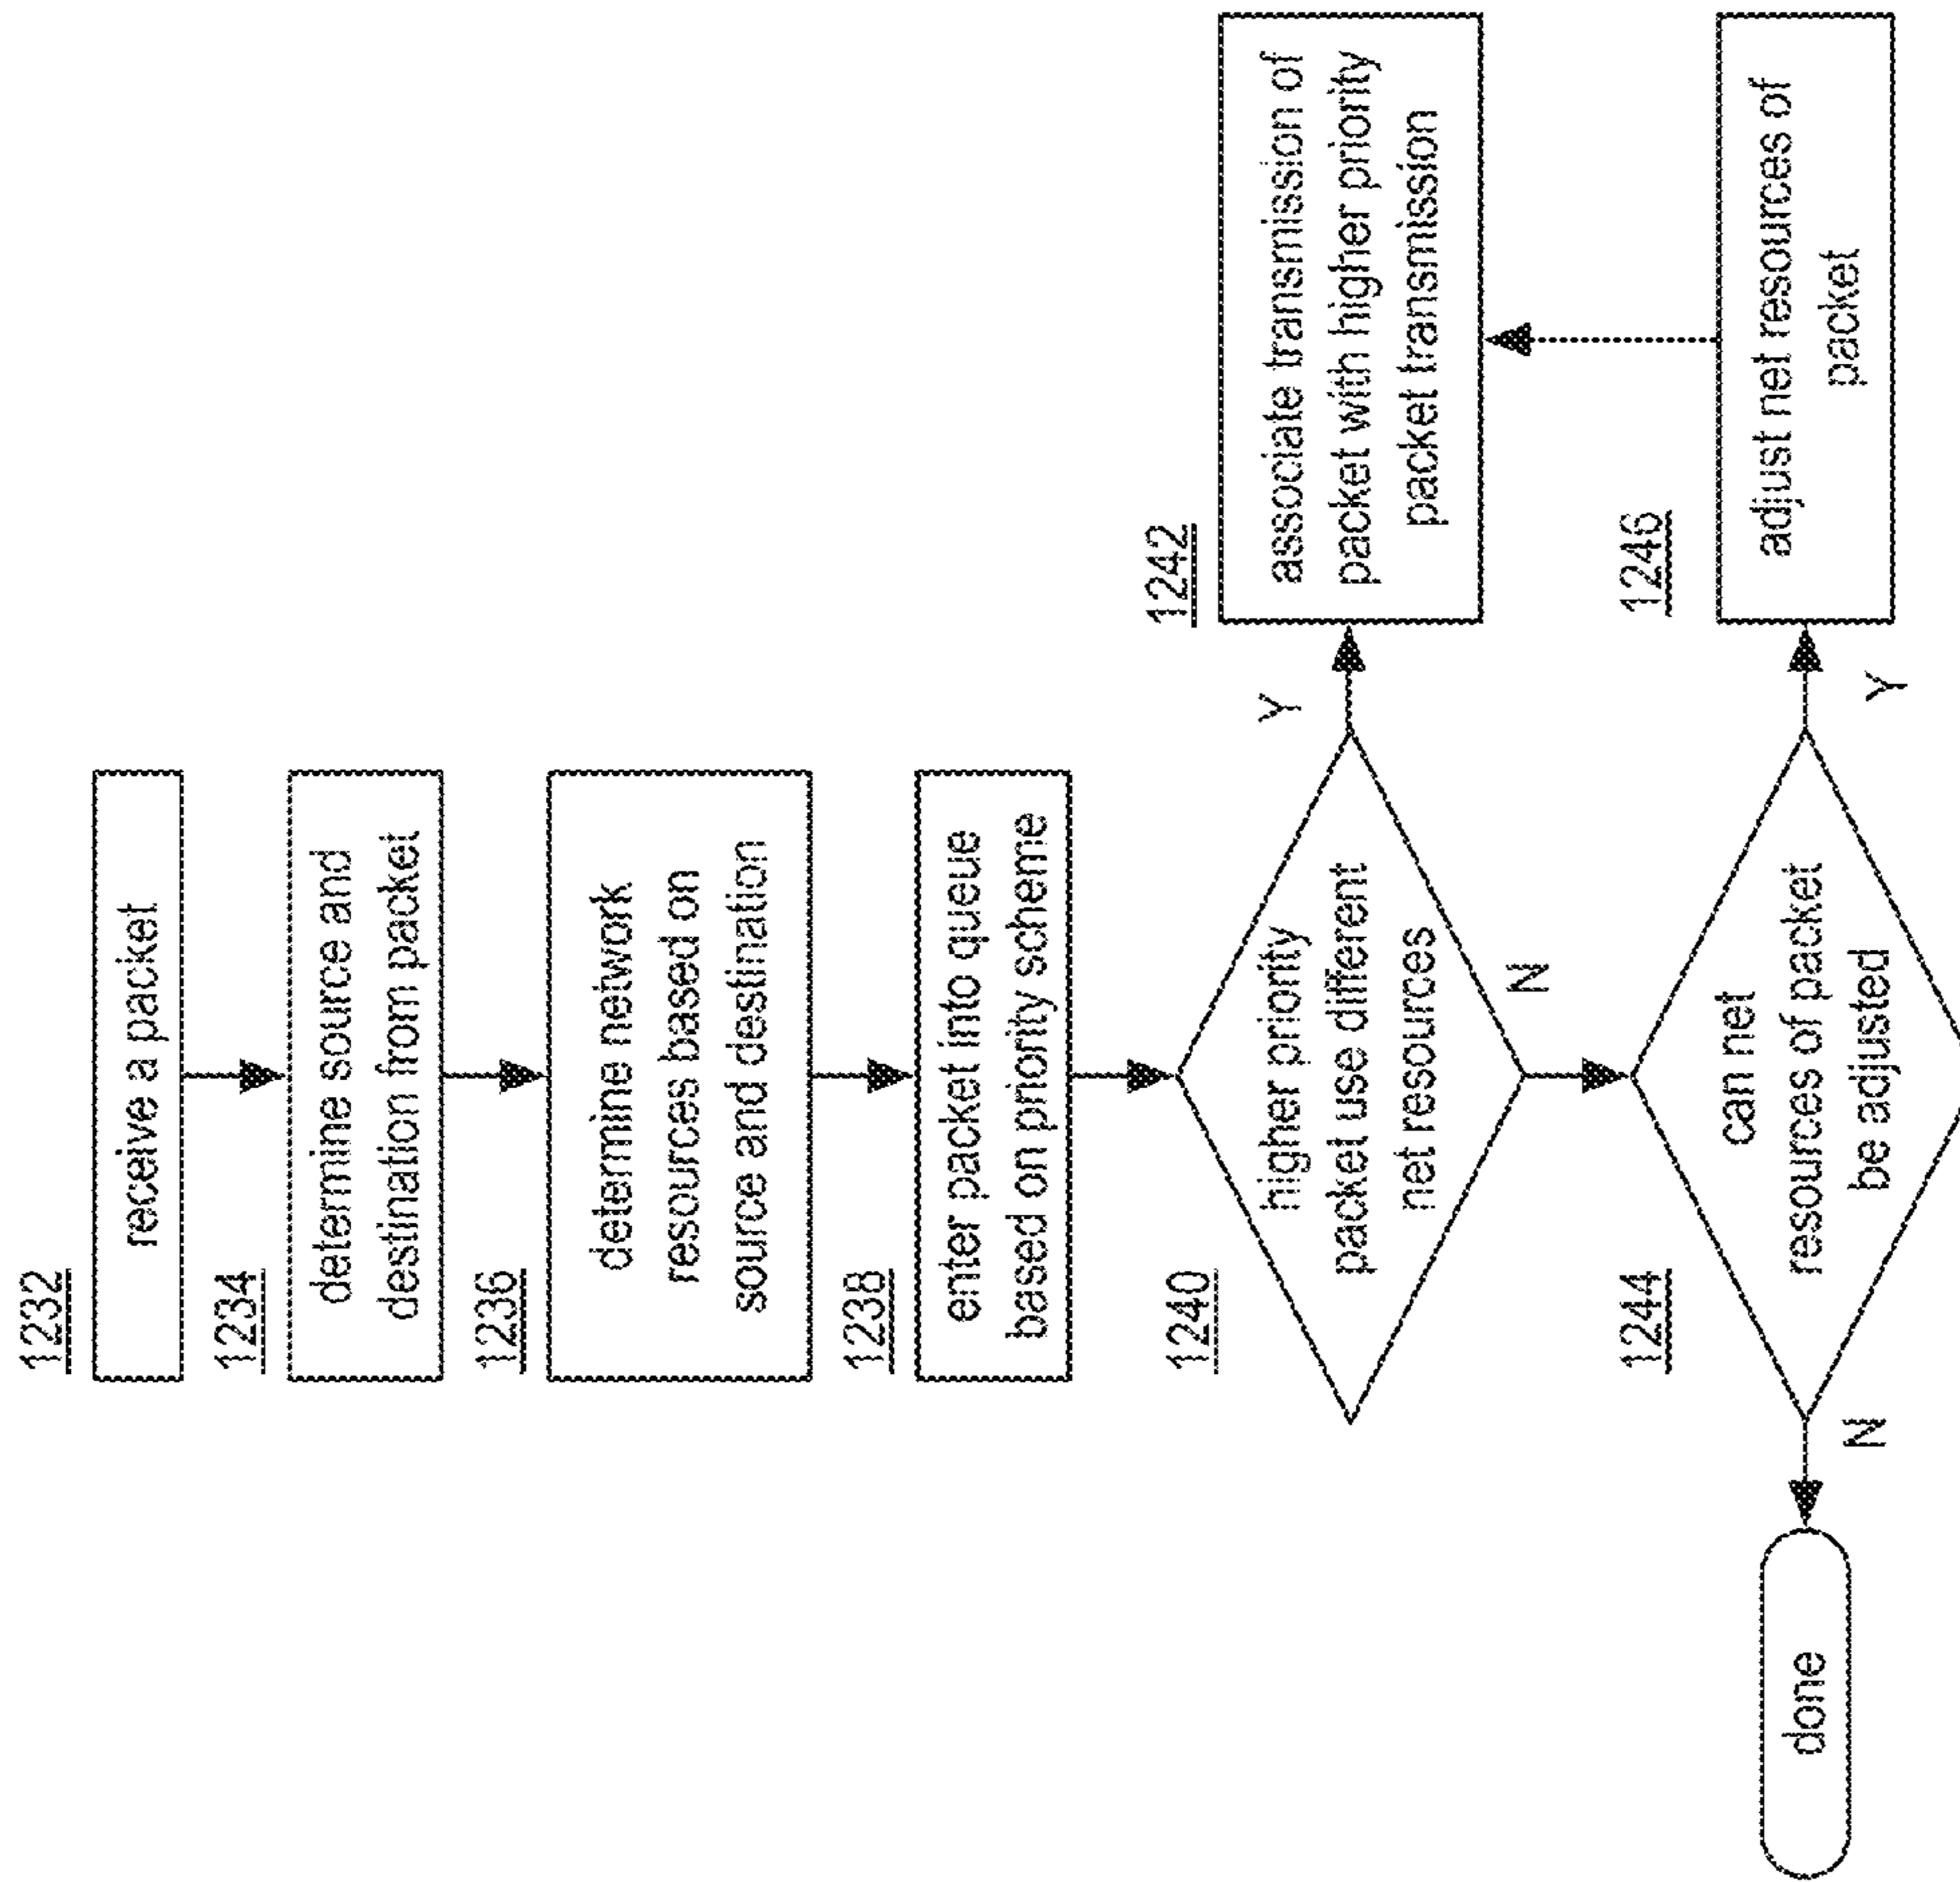 1232
receive a packet
1234
determine source and
destination from packet
1236
determine network
resources based on
source and destination
1238
enter packet into queue
based on priority scheme
1240
higher priority
packet use different
net resources
Y
N
1242
associate transmission of
packet with higher priority
packet transmission
1244
can net
resources of packet
be adjusted
N
Y
1246
adjust net resources of
packet
done